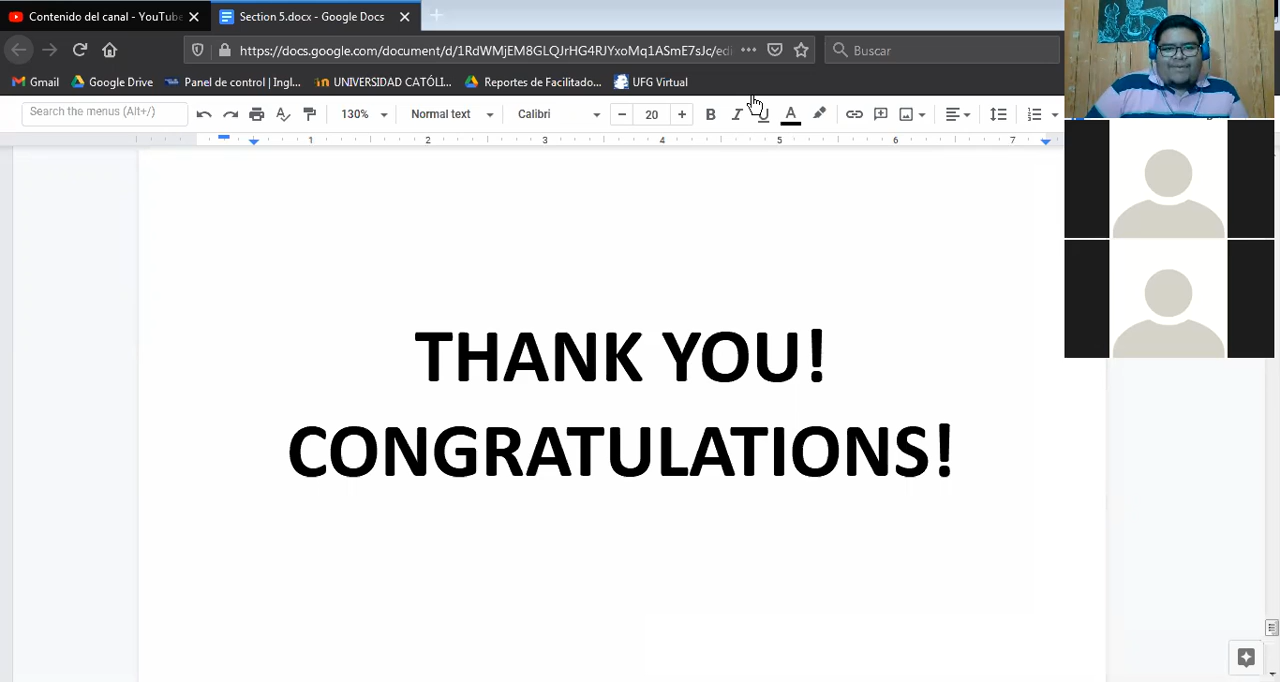 Contenido del canal - YouTube
Section 5.docx - Google Docs
https://docs.google.com/document/d/1RdWMjEM8GLQJrHG4RJYxoMq1ASmE7sJc/edi
Buscar
Gmail
Google Drive
Panel de control | Ingl...
UNIVERSIDAD CATÓLI...
Reportes de Facilitado...
UFG Virtual
Search the menus (Alt+/)
130%
Normal text
Calibri
20
B I U A
1 2 3 4 5 6 7
THANK YOU!
CONGRATULATIONS!